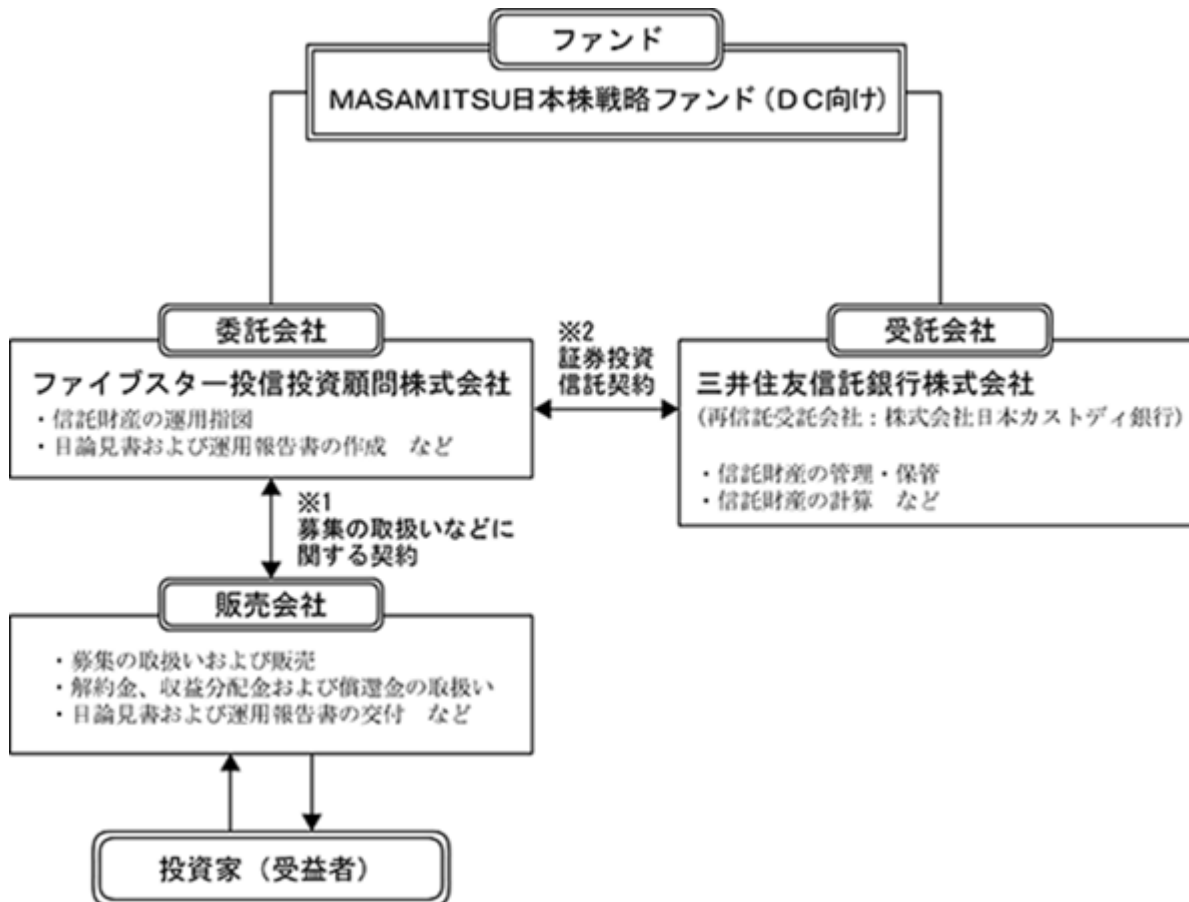 ファンド
MASAMITSU日本株戦略ファンド（DC向け）
委託会社
ファイブスター投信投資顧問株式会社
・信託財産の運用指図
・目論見書および運用報告書の作成　など
※2
証券投資
信託契約
受託会社
三井住友信託銀行株式会社
(再信託受託会社：株式会社日本カストディ銀行)
・信託財産の管理・保管
・信託財産の計算　など
※1
募集の取扱いなどに
関する契約
販売会社
・募集の取扱いおよび販売
・解約金、収益分配金および償還金の取扱い
・目論見書および運用報告書の交付　など
投資家（受益者）